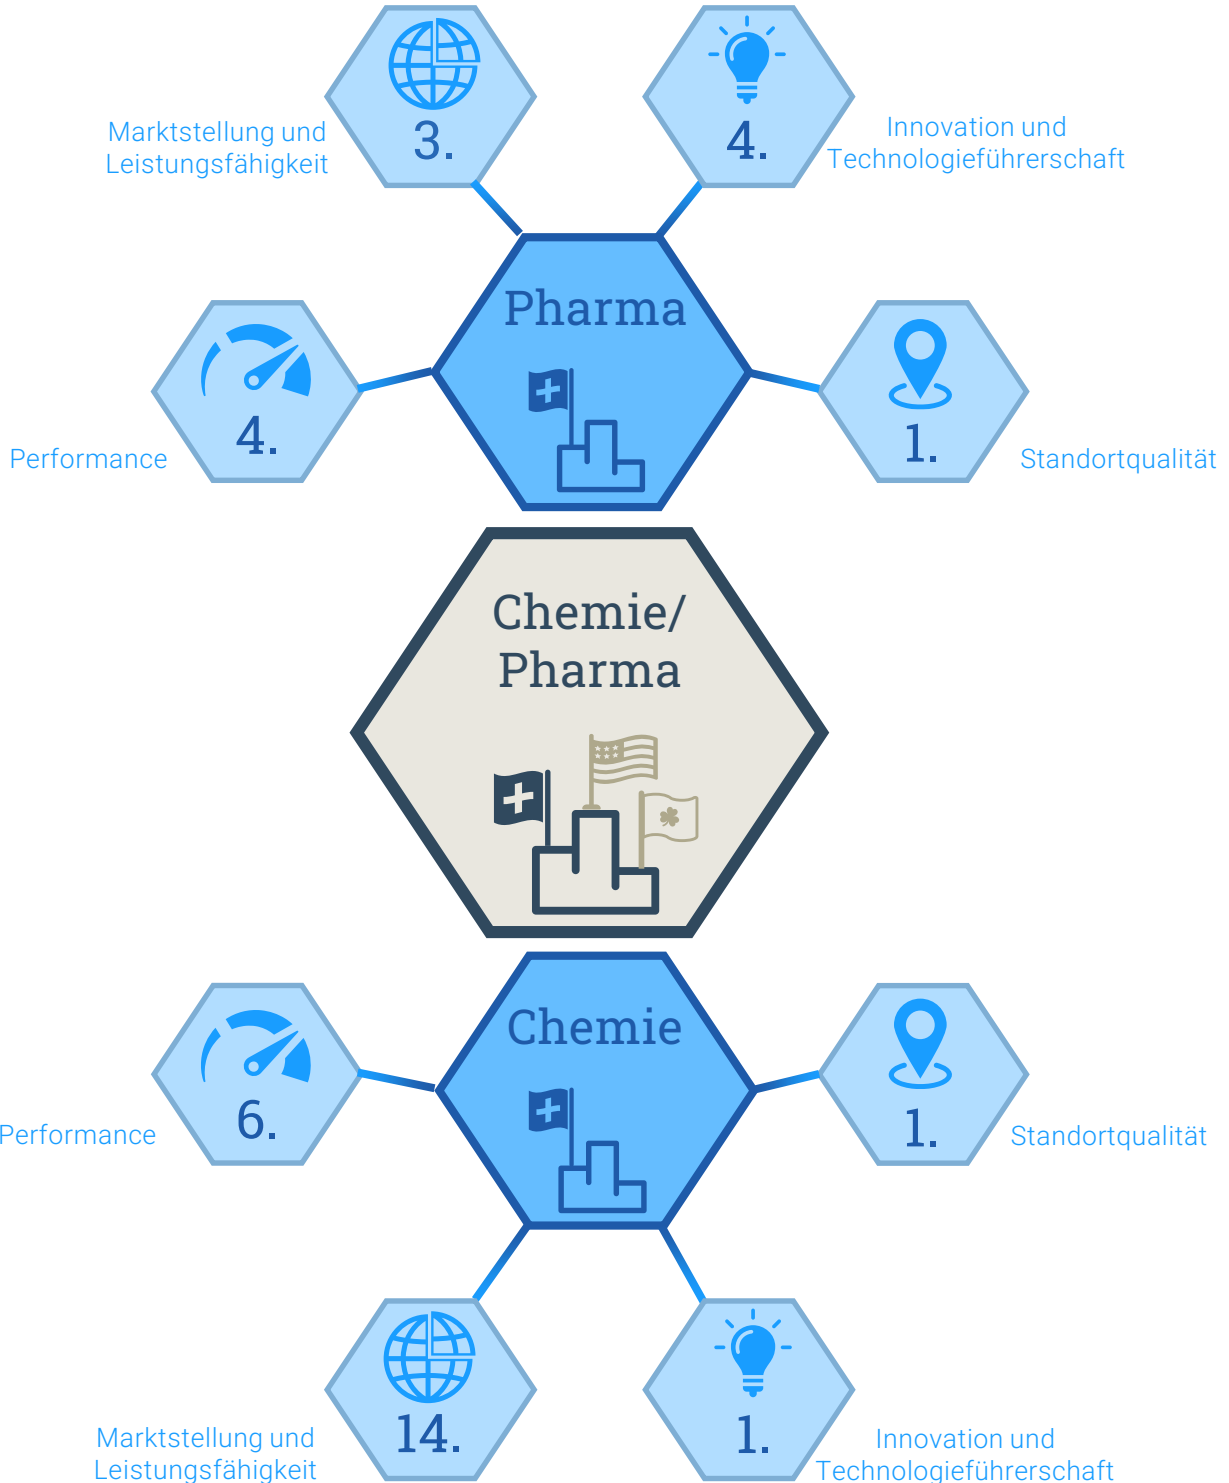 3.
Marktstellung und
Leistungsfähigkeit
4.
Innovation und
Technologieführerschaft
Pharma
4.
Performance
1.
Standortqualität
Chemie/
Pharma
Chemie
6.
Performance
1.
Standortqualität
14.
Marktstellung und
Leistungsfähigkeit
1.
Innovation und
Technologieführerschaft